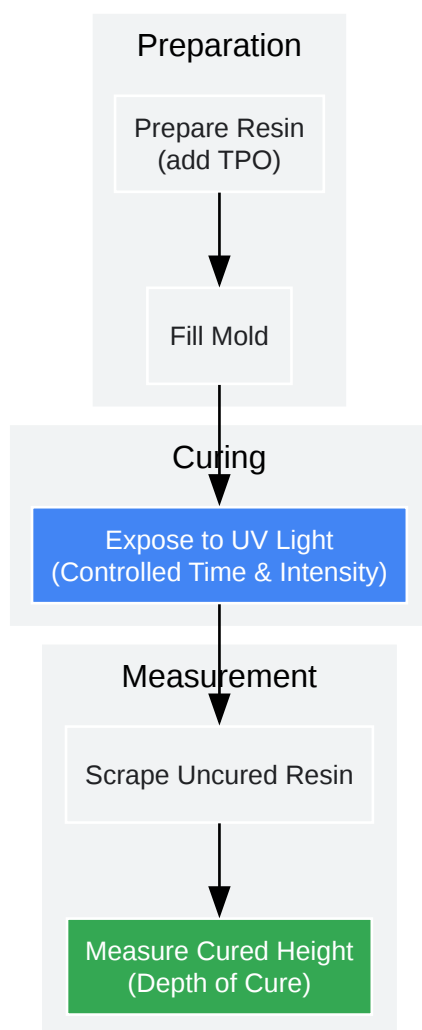 Preparation
Prepare Resin
(add TPO)
Fill Mold
Curing
Expose to UV Light
(Controlled Time & Intensity)
Measurement
Scrape Uncured Resin
Measure Cured Height
(Depth of Cure)